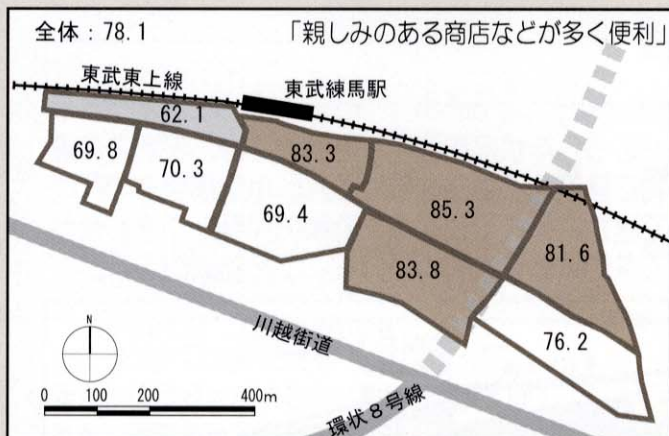 全体：78.1
「親しみのある商店などが多く便利」
東武東上線
東武練馬駅
62.1
69.8
70.3
83.3
69.4
85.3
83.8
81.6
76.2
川越街道
環状８号線
N
0 100 200 400m